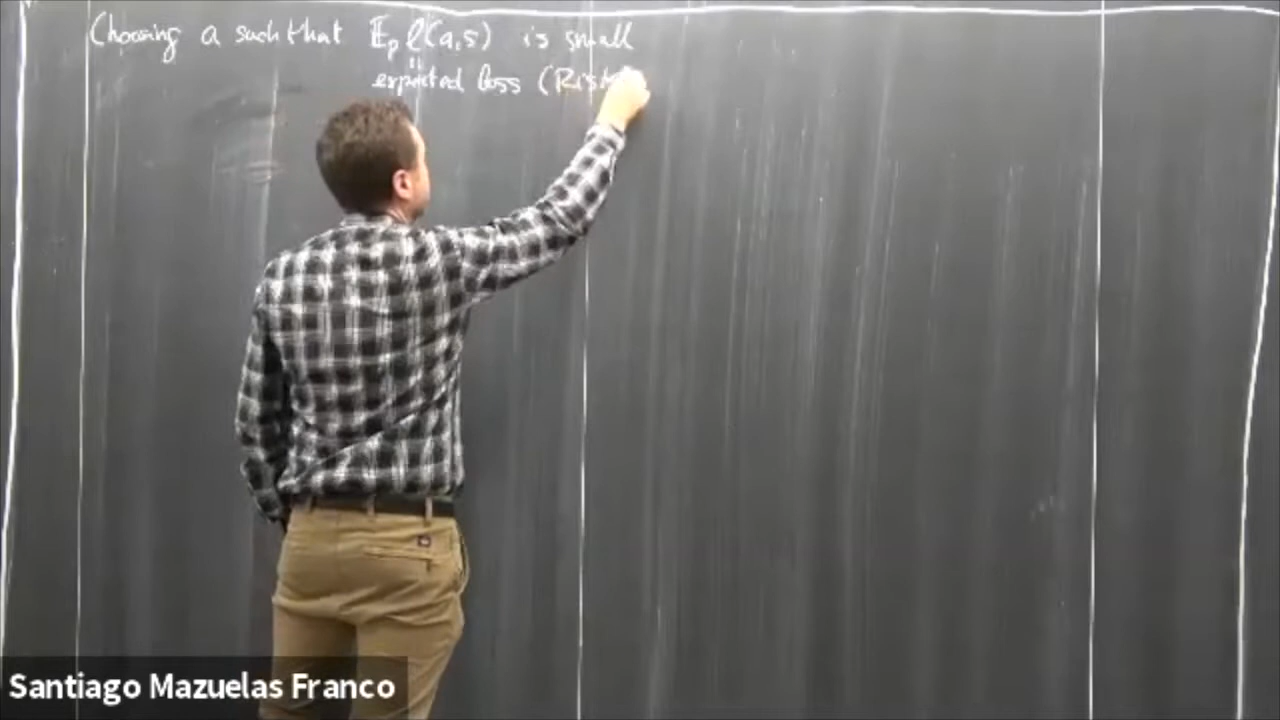 Choosing a such that 𝔼ₚ ℓ(a,s) is small
"
expected loss (Risk
Santiago Mazuelas Franco